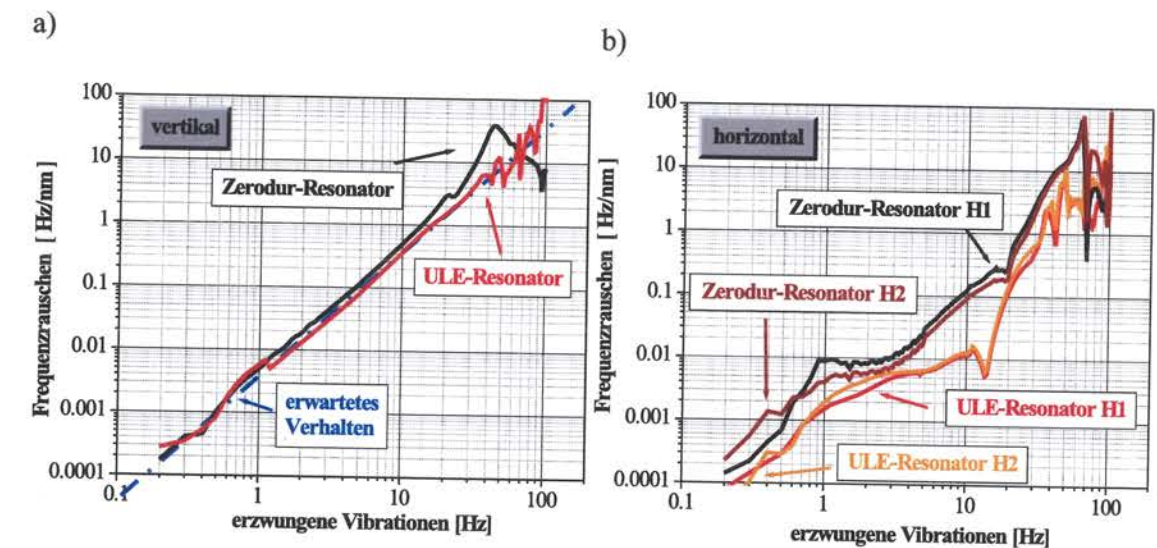 a)
100
10
1
0.1
0.01
0.001
0.0001
Frequenzrauschen [ Hz/nm]
vertikal
Zerodur-Resonator
ULE-Resonator
erwartetes
Verhalten
0.1
1
10
100
erzwungene Vibrationen [Hz]
b)
100
10
1
0.1
0.01
0.001
0.0001
Frequenzrauschen [ Hz/nm]
horizontal
Zerodur-Resonator H1
Zerodur-Resonator H2
ULE-Resonator H1
ULE-Resonator H2
0.1
1
10
100
erzwungene Vibrationen [Hz]